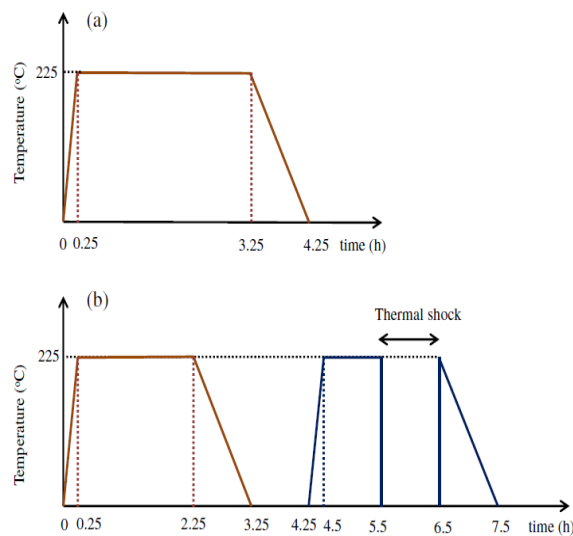 (a)
225
Temperature (°C)
0 0.25 3.25 4.25 time (h)
(b)
Thermal shock
225
Temperature (°C)
0 0.25 2.25 3.25 4.25 4.5 5.5 6.5 7.5 time (h)